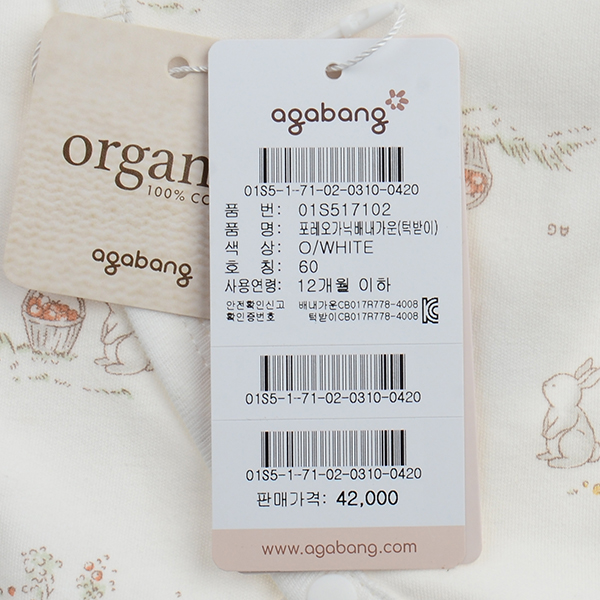 organ
100% CO
agabang
agabang
01S5-1-71-02-0310-0420
품 번: 01S517102
품 명: 포레오가닉배내가운(턱받이)
색 상: O/WHITE
호 칭: 60
사용연령: 12개월 이하
안전확인신고 배내가운CB017R778-4008
확인증번호 턱받이CB017R778-4008
01S5-1-71-02-0310-0420
01S5-1-71-02-0310-0420
판매가격: 42,000
www.agabang.com